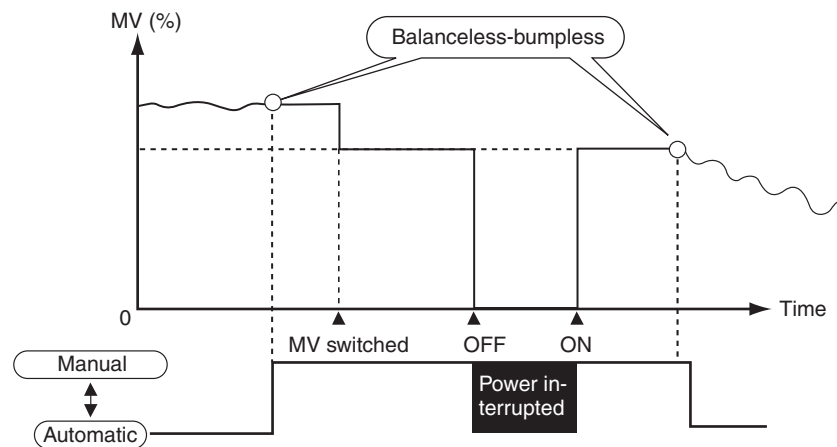 MV (%)
Balanceless-bumpless
0
Time
MV switched
OFF
ON
Manual
Power in-
terrupted
Automatic